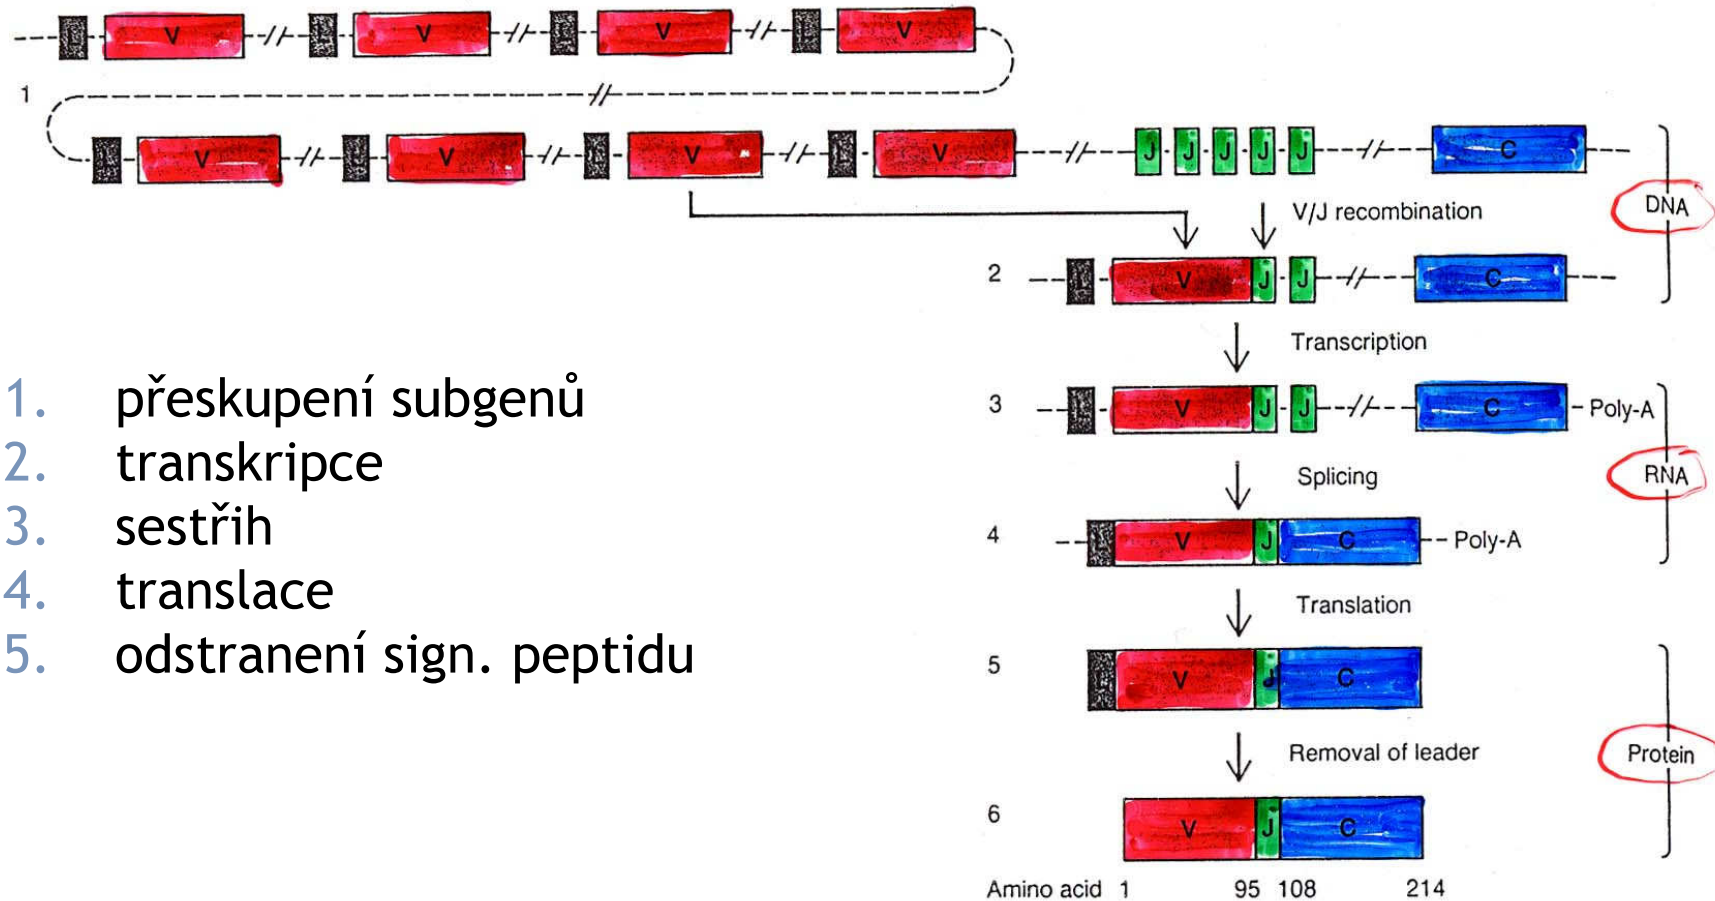 L V L V L V L V
1
L V L V L V L V J J J J J C
V/J recombination
DNA
2 L V J J C
Transcription
3 L V J J C Poly-A
Splicing
RNA
4 L V J C Poly-A
Translation
5 L V J C
Removal of leader
Protein
6 V J C
Amino acid 1 95 108 214
1. přeskupení subgenů
2. transkripce
3. sestřih
4. translace
5. odstranení sign. peptidu